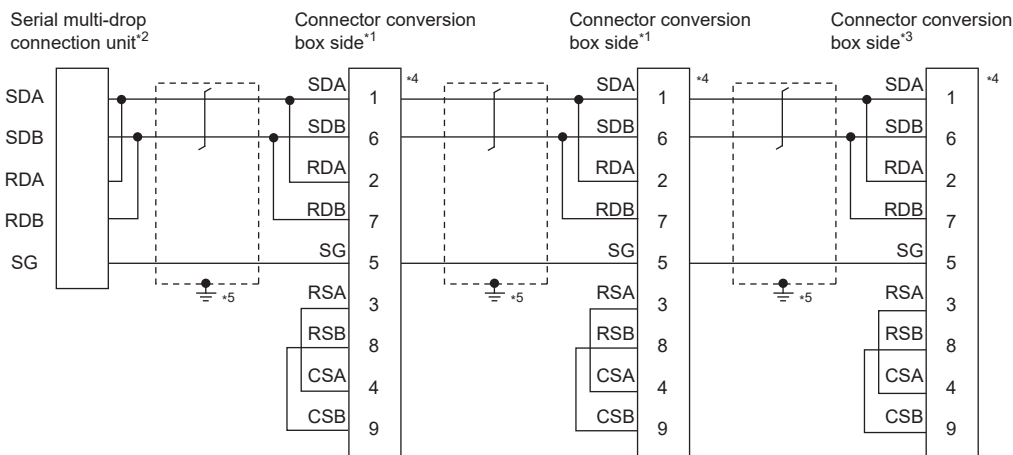 Serial multi-drop
connection unit*2
Connector conversion
box side*1
Connector conversion
box side*1
Connector conversion
box side*3
SDA
SDB
RDA
RDB
SG
SDA
SDB
RDA
RDB
SG
RSA
RSB
CSA
CSB
1
6
2
7
5
3
8
4
9
*4
*5
SDA
SDB
RDA
RDB
SG
RSA
RSB
CSA
CSB
1
6
2
7
5
3
8
4
9
*4
*5
SDA
SDB
RDA
RDB
SG
RSA
RSB
CSA
CSB
1
6
2
7
5
3
8
4
9
*4
*5